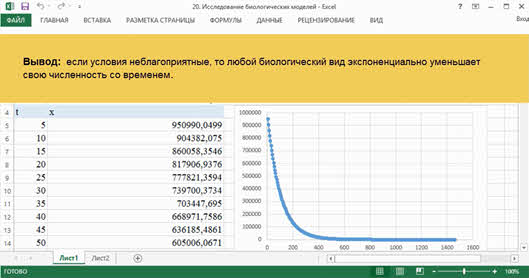 20. Исследование биологических моделей - Excel
ФАЙЛ ГЛАВНАЯ ВСТАВКА РАЗМЕТКА СТРАНИЦЫ ФОРМУЛЫ ДАННЫЕ РЕЦЕНЗИРОВАНИЕ ВИД
Вывод: если условия неблагоприятные, то любой биологический вид экспоненциально уменьшает
свою численность со временем.
4 t x
5 5 950990,0499
6 10 904382,075
7 15 860058,3546
8 20 817906,9376
9 25 777821,3594
10 30 739700,3734
11 35 703447,695
12 40 668971,7586
13 45 636185,4861
14 50 605006,0671
1000000
900000
800000
700000
600000
500000
400000
300000
200000
100000
0
0 200 400 600 800 1000 1200 1400 1600
Лист1 Лист2
ГОТОВО 100%